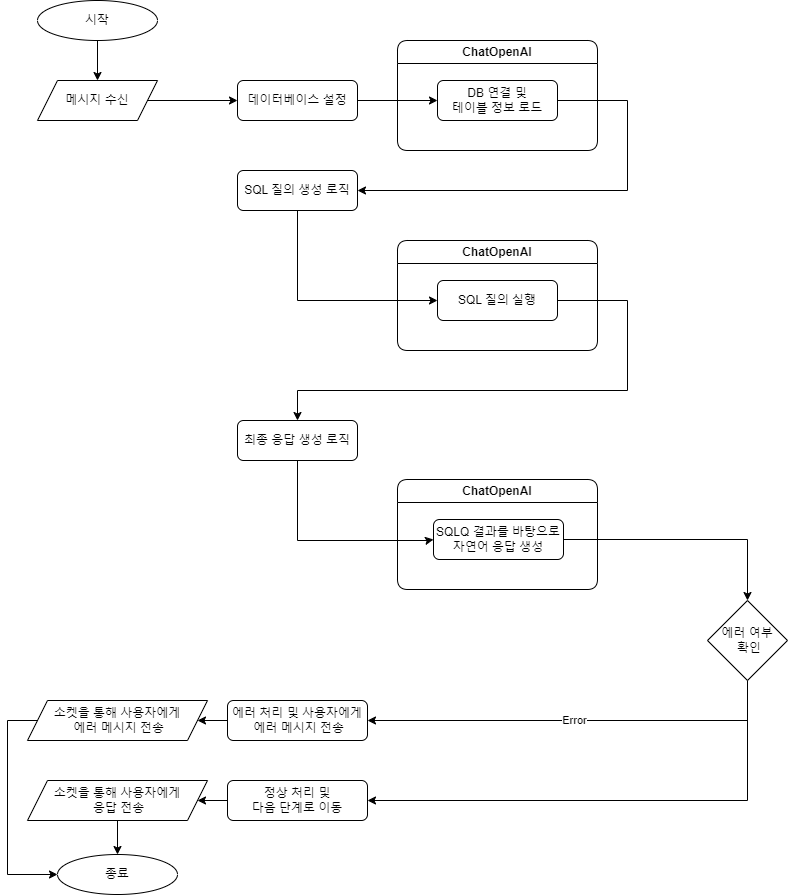 시작
메시지 수신
데이터베이스 설정
ChatOpenAI
DB 연결 및
테이블 정보 로드
SQL 질의 생성 로직
ChatOpenAI
SQL 질의 실행
최종 응답 생성 로직
ChatOpenAI
SQLQ 결과를 바탕으로
자연어 응답 생성
에러 여부
확인
Error
에러 처리 및 사용자에게
에러 메시지 전송
소켓을 통해 사용자에게
에러 메시지 전송
정상 처리 및
다음 단계로 이동
소켓을 통해 사용자에게
응답 전송
종료